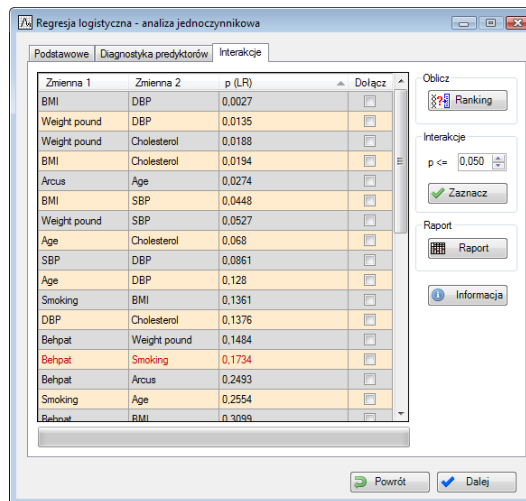 Regresja logistyczna - analiza jednoczynnikowa
Podstawowe Diagnostyka predyktorów Interakcje
Zmienna 1 Zmienna 2 p (LR) Dołącz
BMI DBP 0,0027
Weight pound DBP 0,0135
Weight pound Cholesterol 0,0188
BMI Cholesterol 0,0194
Arcus Age 0,0274
BMI SBP 0,0448
Weight pound SBP 0,0527
Age Cholesterol 0,068
SBP DBP 0,0861
Age DBP 0,128
Smoking BMI 0,1361
DBP Cholesterol 0,1376
Behpat Weight pound 0,1484
Behpat Smoking 0,1734
Behpat Arcus 0,2493
Smoking Age 0,2554
Behpat BMI 0,3099
Oblicz
Ranking
Interakcje
p <= 0,050
Zaznacz
Raport
Raport
Informacja
Powrót Dalej